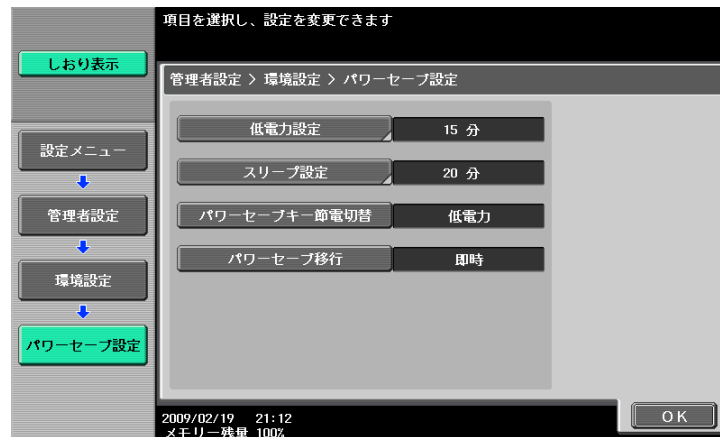 項目を選択し、設定を変更できます
しおり表示
管理者設定 > 環境設定 > パワーセーブ設定
設定メニュー
管理者設定
環境設定
パワーセーブ設定
低電力設定 15 分
スリープ設定 20 分
パワーセーブキー節電切替 低電力
パワーセーブ移行 即時
2009/02/19 21:12
メモリー残量 100%
OK